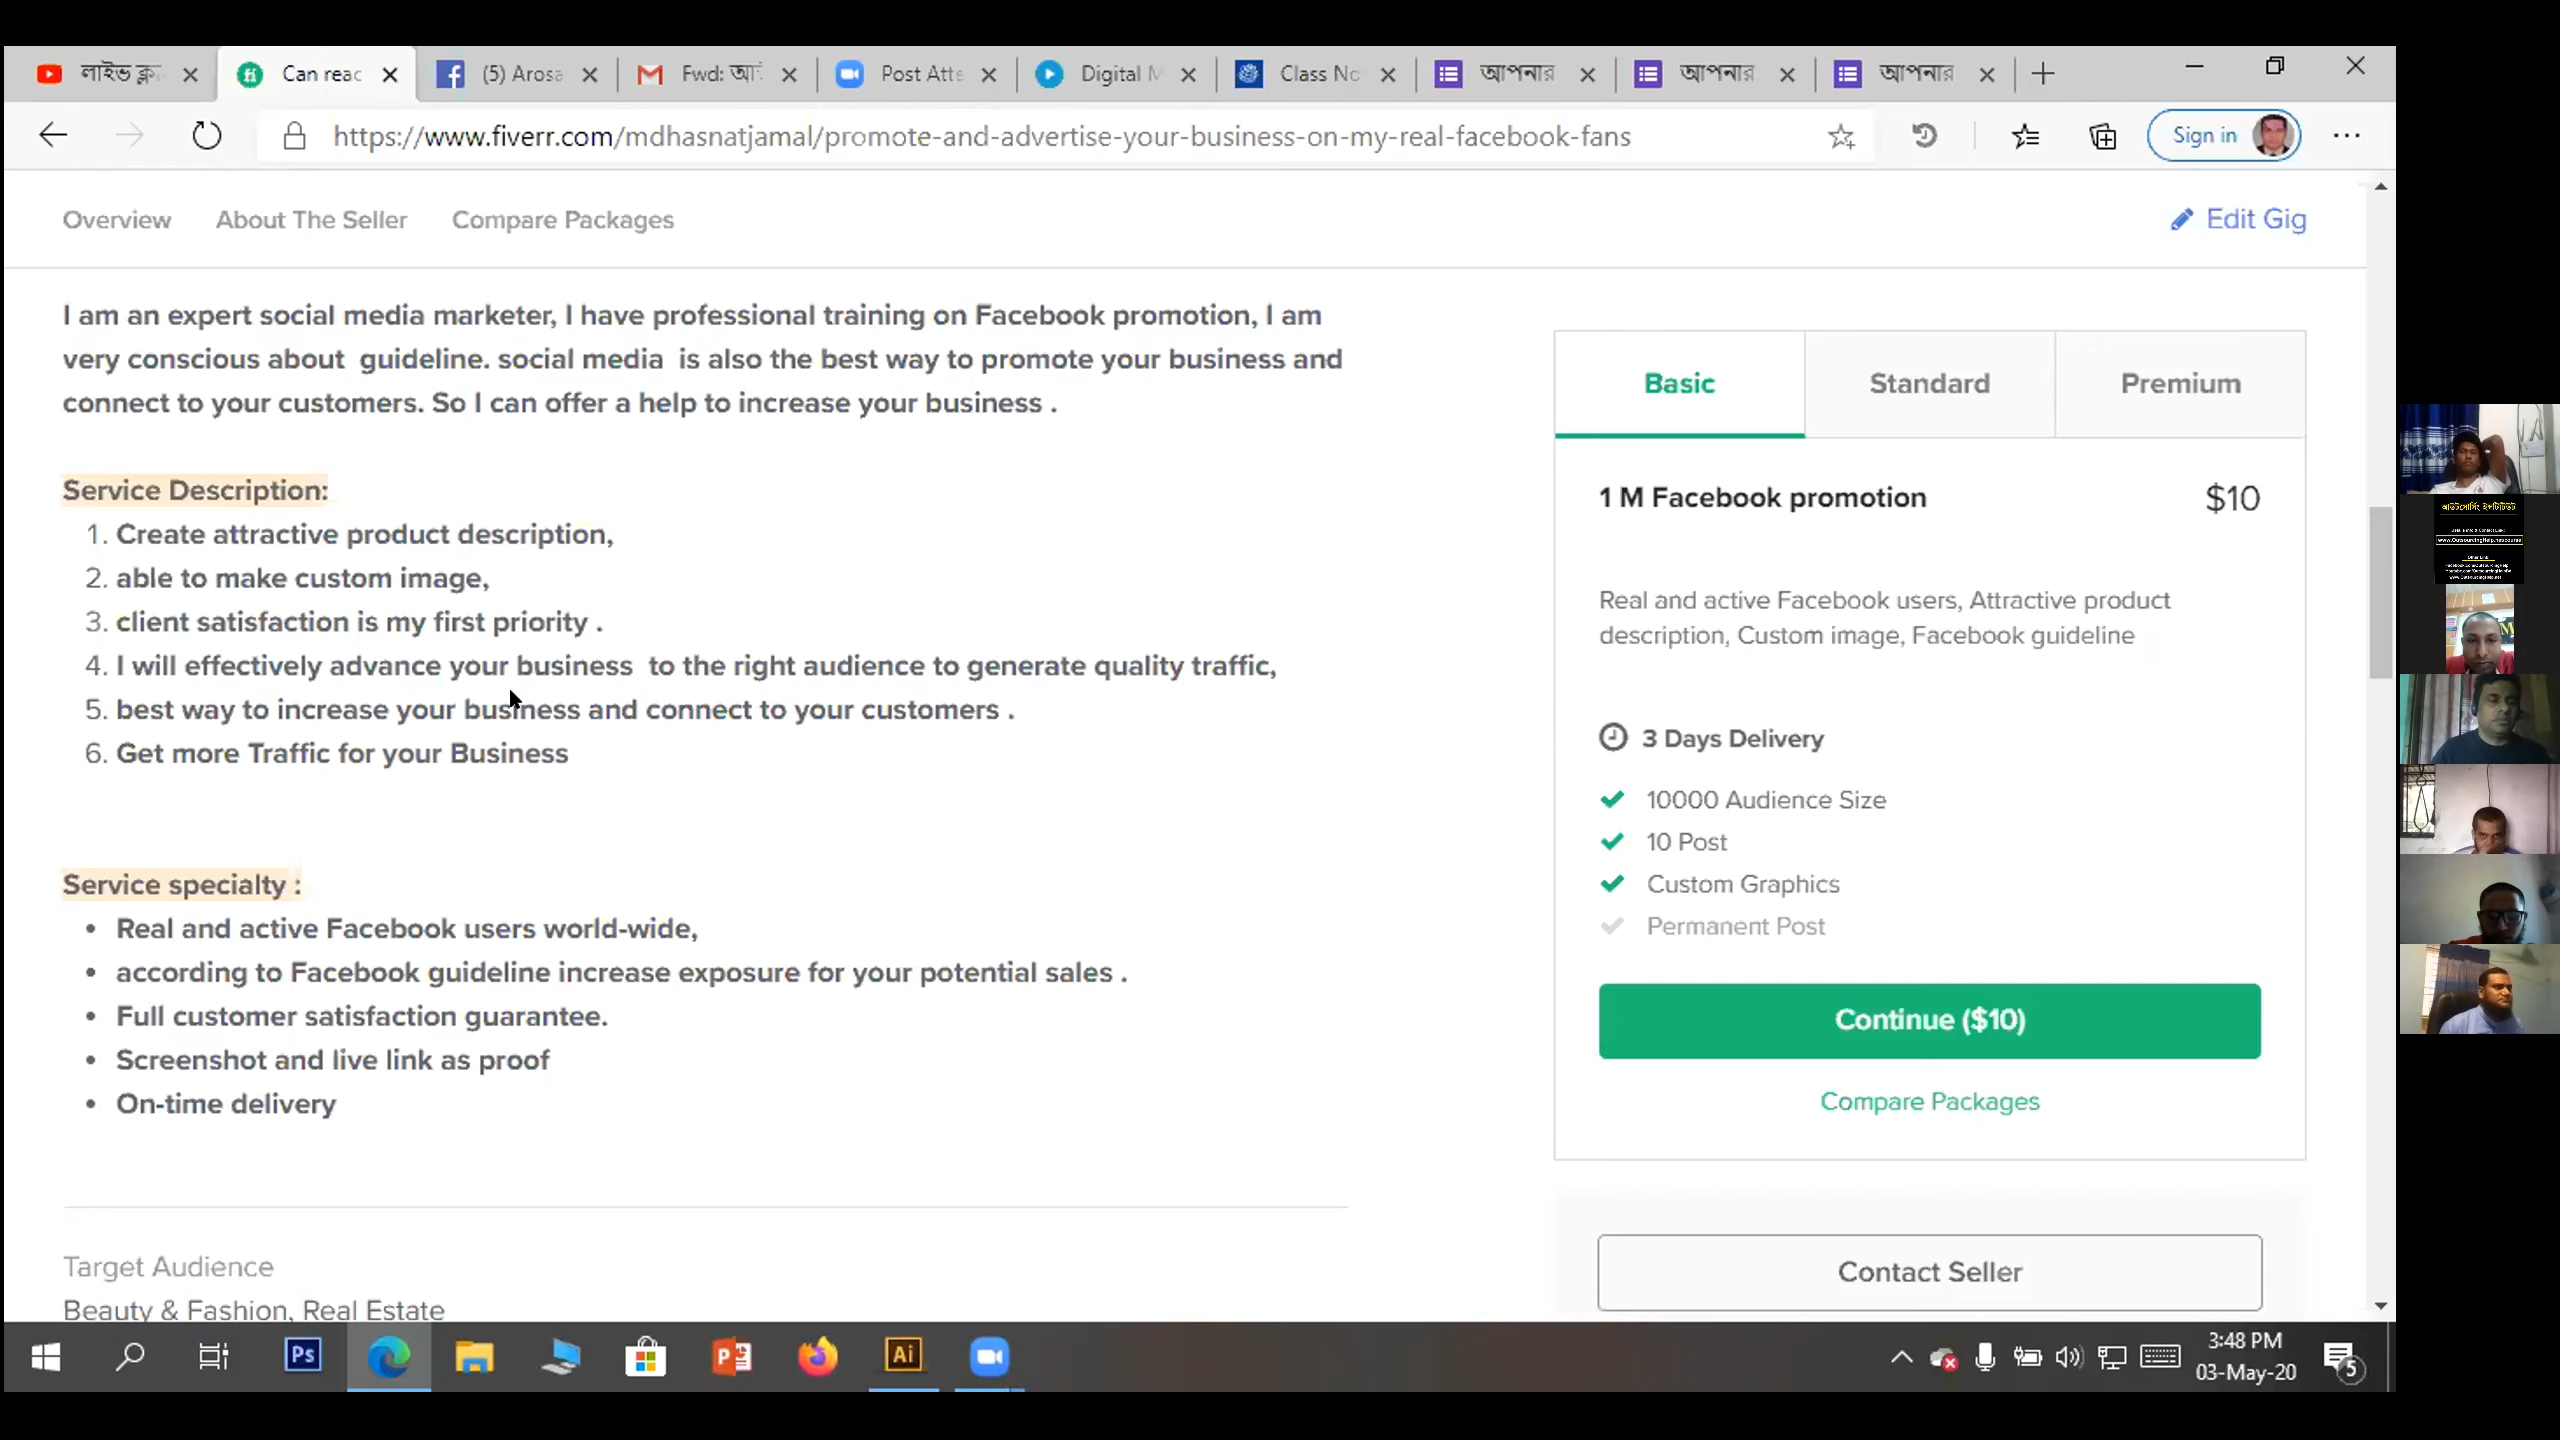 লাইভ ক্ল
Can reac
(5) Arosa
Fwd: আ
Post Atte
Digital M
Class No
আপনার
আপনার
আপনার
https://www.fiverr.com/mdhasnatjamal/promote-and-advertise-your-business-on-my-real-facebook-fans
Sign in
Overview
About The Seller
Compare Packages
Edit Gig
I am an expert social media marketer, I have professional training on Facebook promotion, I am
very conscious about guideline. social media is also the best way to promote your business and
connect to your customers. So I can offer a help to increase your business .
Service Description:
1. Create attractive product description,
2. able to make custom image,
3. client satisfaction is my first priority .
4. I will effectively advance your business to the right audience to generate quality traffic,
5. best way to increase your business and connect to your customers .
6. Get more Traffic for your Business
Service specialty :
• Real and active Facebook users world-wide,
• according to Facebook guideline increase exposure for your potential sales .
• Full customer satisfaction guarantee.
• Screenshot and live link as proof
• On-time delivery
Target Audience
Beauty & Fashion, Real Estate
Basic
Standard
Premium
1 M Facebook promotion
$10
Real and active Facebook users, Attractive product
description, Custom image, Facebook guideline
3 Days Delivery
10000 Audience Size
10 Post
Custom Graphics
Permanent Post
Continue ($10)
Compare Packages
Contact Seller
Ps
Ai
3:48 PM
03-May-20
5